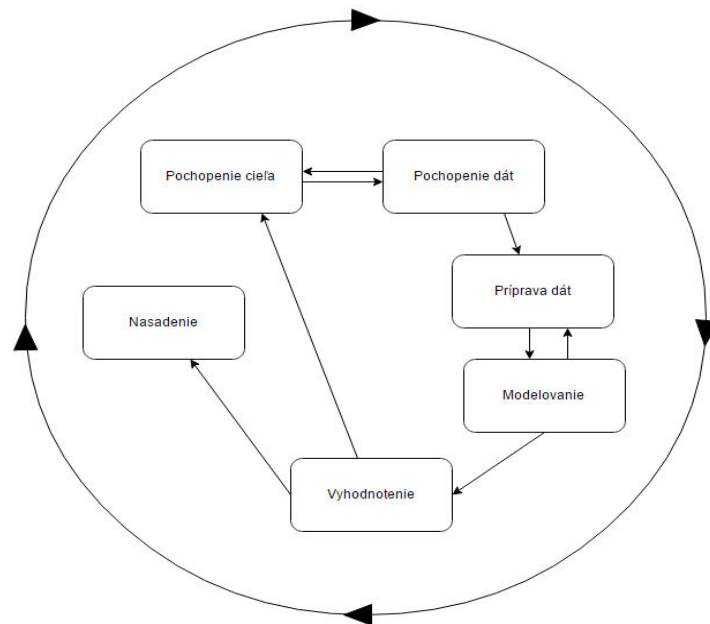 Pochopenie cieľa
Pochopenie dát
Príprava dát
Nasadenie
Modelovanie
Vyhodnotenie